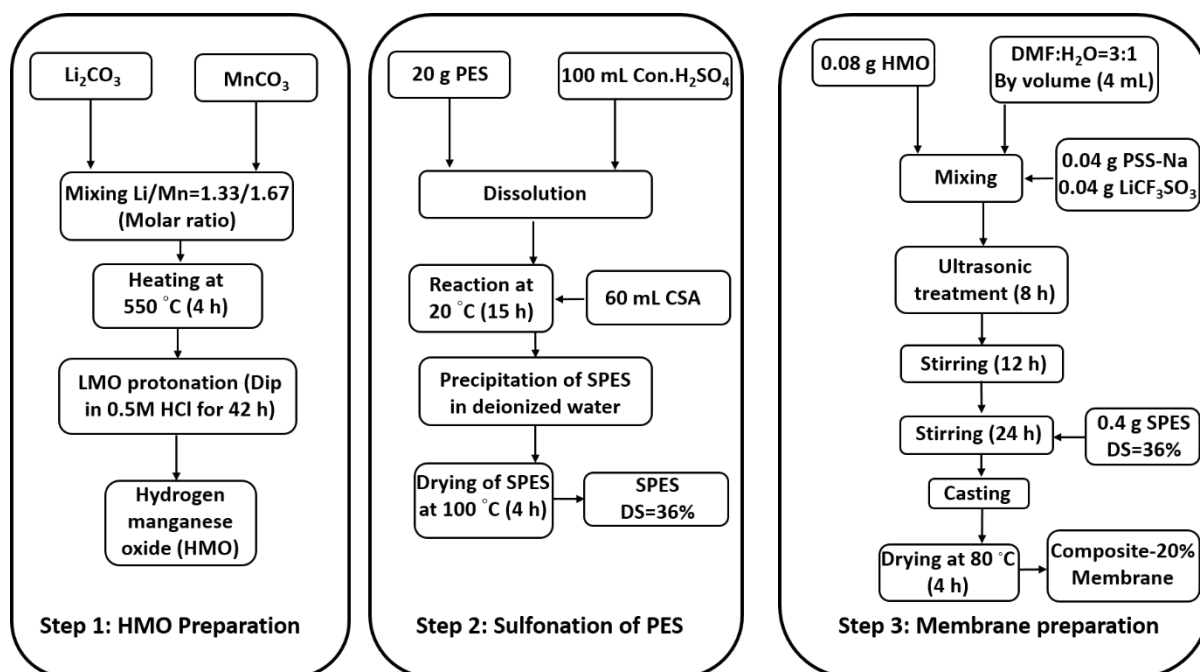 Li₂CO₃
MnCO₃
Mixing Li/Mn=1.33/1.67
(Molar ratio)
Heating at
550 °C (4 h)
LMO protonation (Dip
in 0.5M HCl for 42 h)
Hydrogen
manganese
oxide (HMO)
Step 1: HMO Preparation
20 g PES
100 mL Con.H₂SO₄
Dissolution
Reaction at
20 °C (15 h)
60 mL CSA
Precipitation of SPES
in deionized water
Drying of SPES
at 100 °C (4 h)
SPES
DS=36%
Step 2: Sulfonation of PES
0.08 g HMO
DMF:H₂O=3:1
By volume (4 mL)
Mixing
0.04 g PSS-Na
0.04 g LiCF₃SO₃
Ultrasonic
treatment (8 h)
Stirring (12 h)
Stirring (24 h)
0.4 g SPES
DS=36%
Casting
Drying at 80 °C
(4 h)
Composite-20%
Membrane
Step 3: Membrane preparation